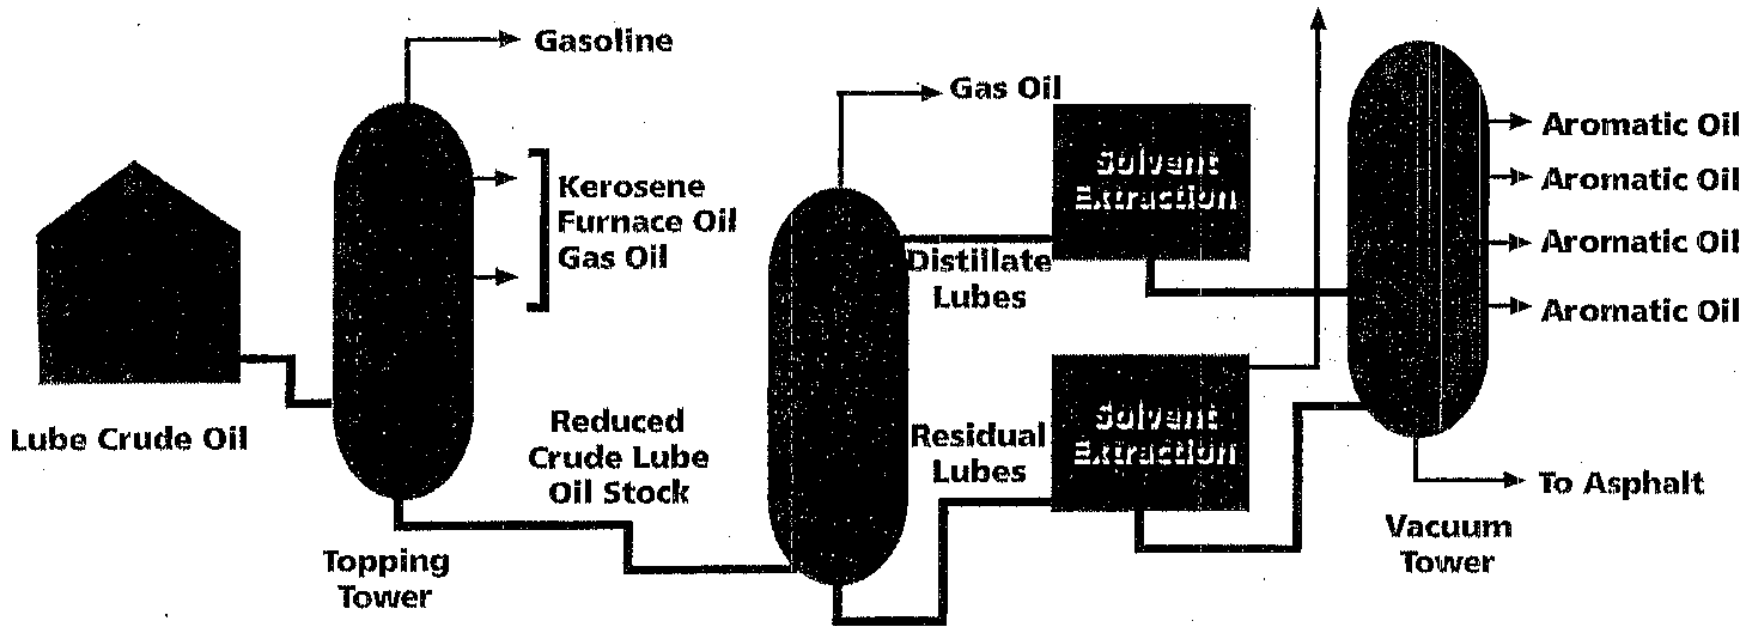 Gasoline
Kerosene
Furnace Oil
Gas Oil
Lube Crude Oil
Topping
Tower
Reduced
Crude Lube
Oil Stock
Gas Oil
Distillate
Lubes
Residual
Lubes
Solvent
Extraction
Solvent
Extraction
Aromatic Oil
Aromatic Oil
Aromatic Oil
Aromatic Oil
To Asphalt
Vacuum
Tower